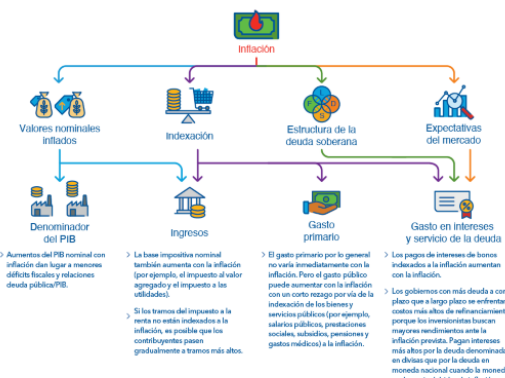 Inflación
Valores nominales
inflados
Indexación
Estructura de la
deuda soberana
Expectativas
del mercado
Denominador
del PIB
Ingresos
Gasto
primario
Gasto en intereses
y servicio de la deuda
> Aumentos del PIB nominal con
inflación dan lugar a menores
déficits fiscales y relaciones
deuda pública/PIB.
> La base impositiva nominal
también aumenta con la inflación
(por ejemplo, el impuesto al valor
agregado y el impuesto a las
utilidades).
> Si los tramos del impuesto a la
renta no están indexados a la
inflación, es posible que los
contribuyentes pasen
gradualmente a tramos más altos.
> El gasto primario por lo general
no varía inmediatamente con la
inflación. Pero el gasto público
puede aumentar con la inflación
con un corto rezago por vía de la
indexación de los bienes y
servicios públicos (por ejemplo,
salarios públicos, prestaciones
sociales, subsidios, pensiones y
gastos médicos) a la inflación.
> Los pagos de intereses de bonos
indexados a la inflación aumentan
con la inflación.
> Los gobiernos con más deuda a cor
plazo que a largo plazo se enfrentan
costos más altos de refinanciamient
porque los inversionistas buscan
mayores rendimientos ante la
inflación prevista. Pagan intereses
más altos por la deuda denominada
en divisas que por la deuda en
moneda nacional cuando la moned